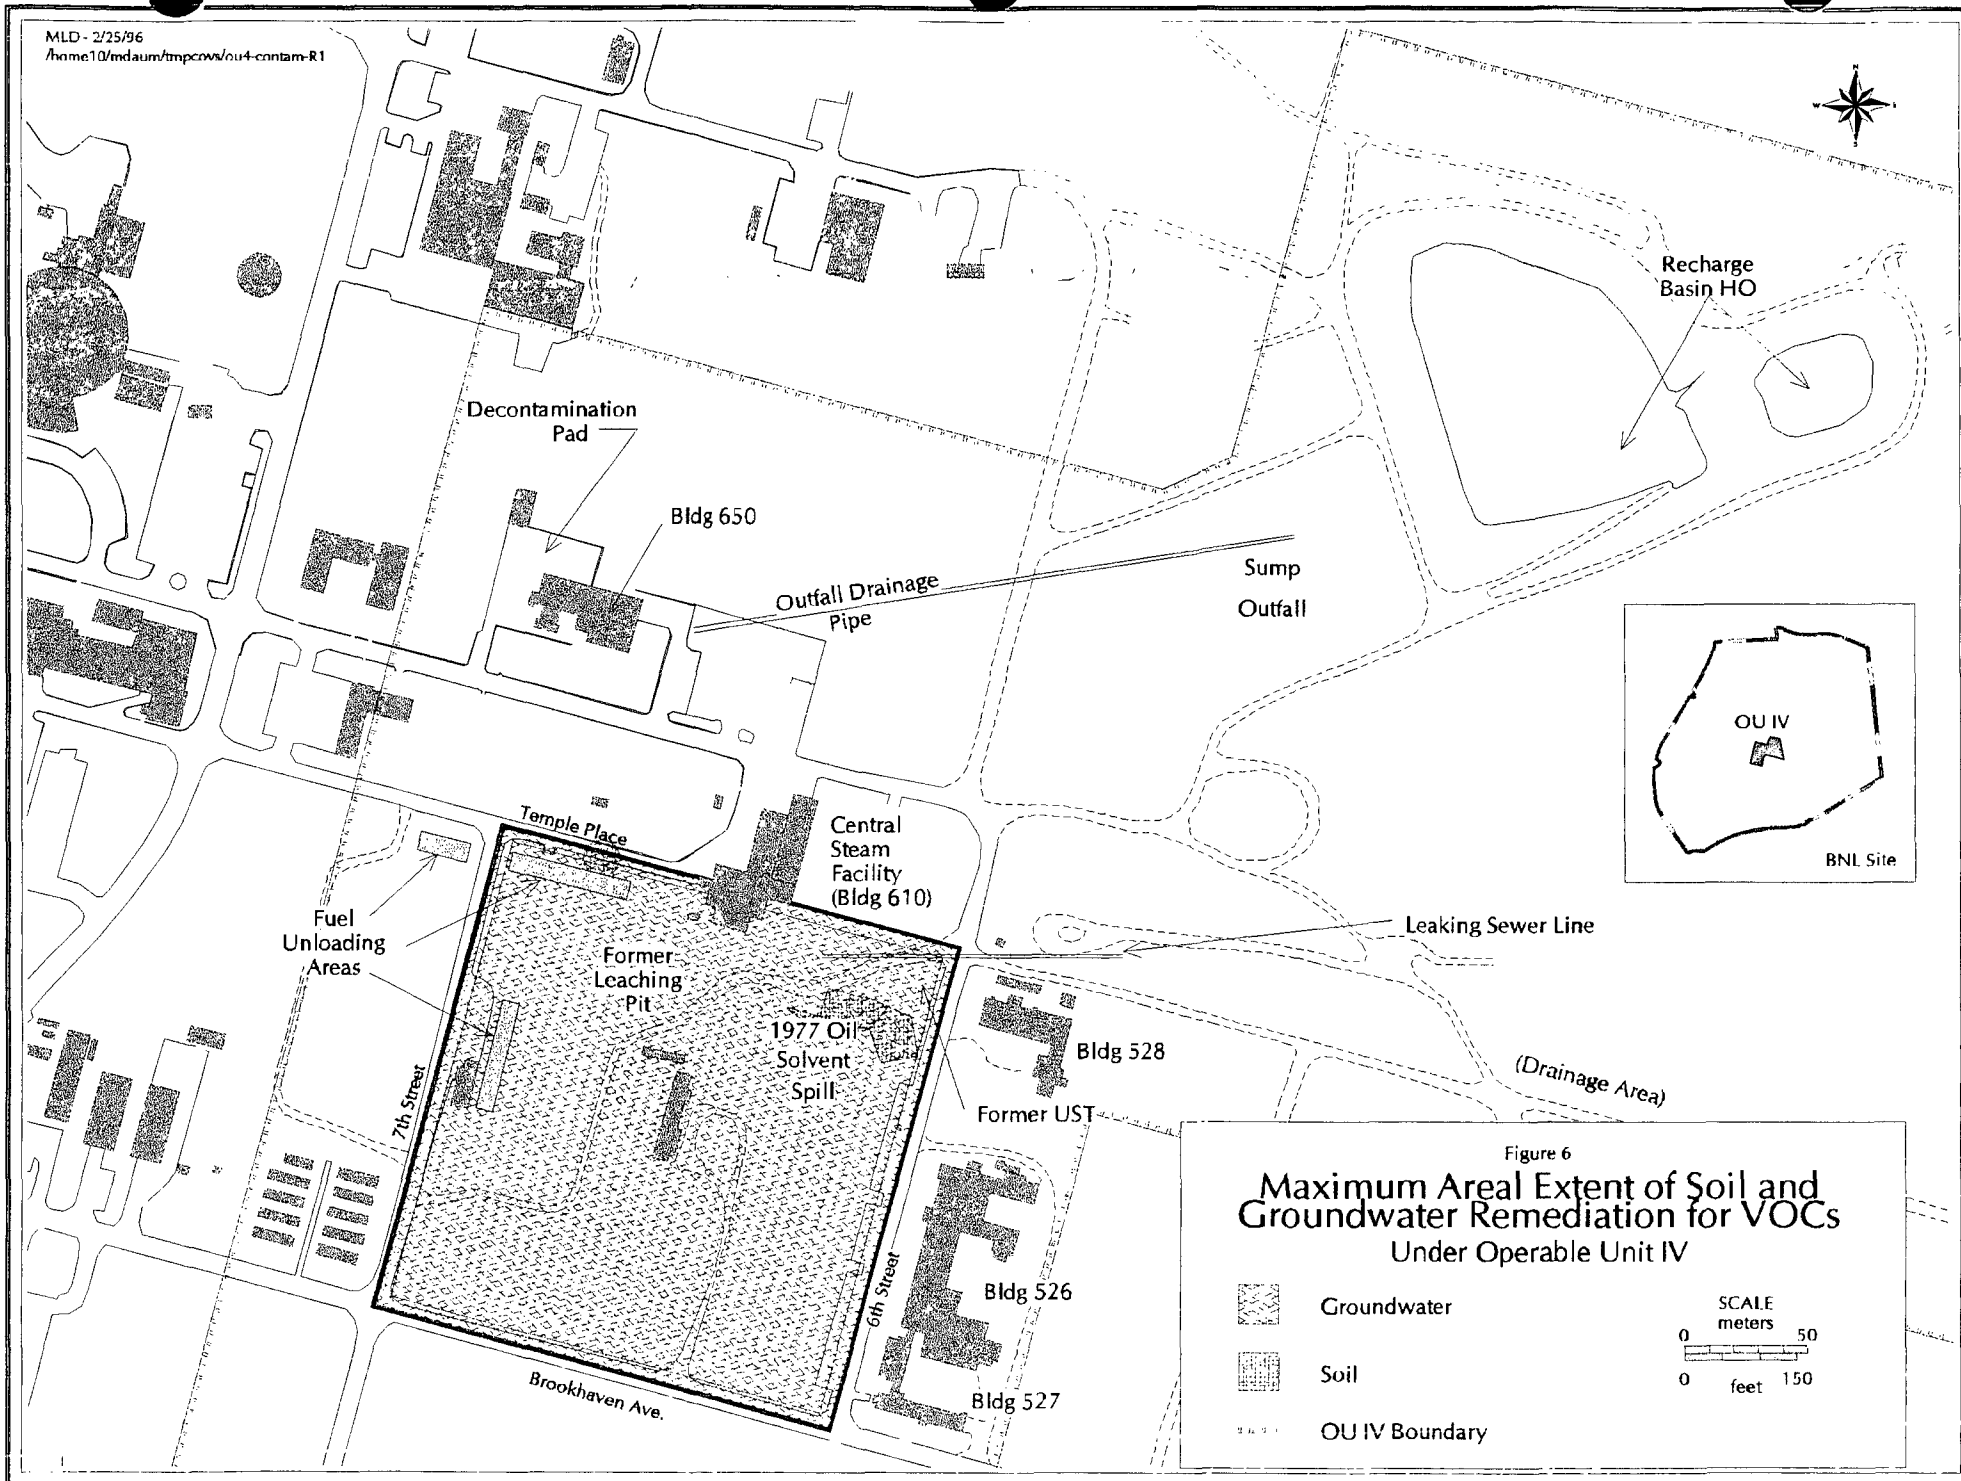 MLD - 2/25/96
/home10/mdaum/tmpcovs/ou4-contam-R1
N
W
S
Recharge
Basin HO
Decontamination
Pad
Bldg 650
Outfall Drainage
Pipe
Sump
Outfall
OU IV
BNL Site
Temple Place
Central
Steam
Facility
(Bldg 610)
Fuel
Unloading
Areas
Former
Leaching
Pit
Leaking Sewer Line
1977 Oil
Solvent
Spill
Bldg 528
(Drainage Area)
Former UST
7th Street
6th Street
Bldg 526
Bldg 527
Brookhaven Ave.
Figure 6
Maximum Areal Extent of Soil and
Groundwater Remediation for VOCs
Under Operable Unit IV
Groundwater
Soil
OU IV Boundary
SCALE
meters
0 50
0 feet 150